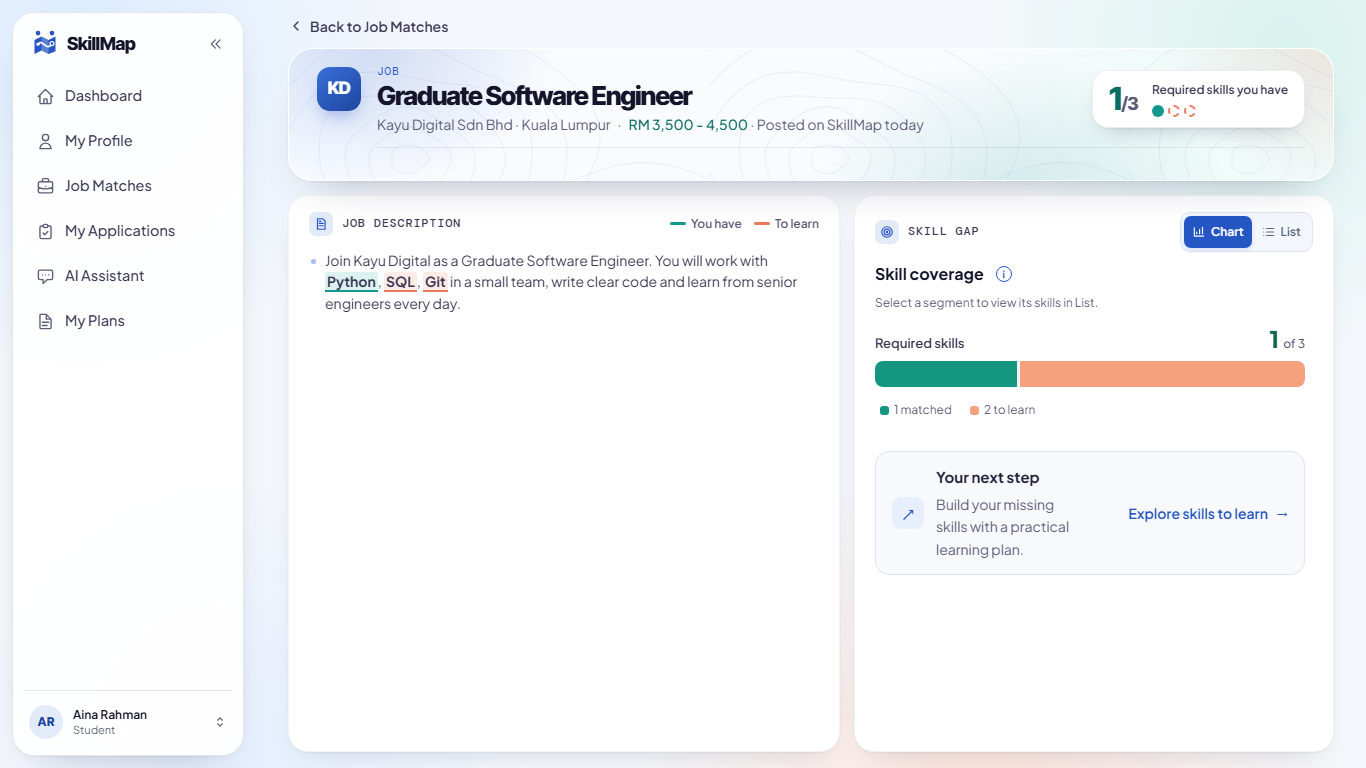 SkillMap
Dashboard
My Profile
Job Matches
My Applications
AI Assistant
My Plans
AR
Aina Rahman
Student
Back to Job Matches
KD
JOB
Graduate Software Engineer
Kayu Digital Sdn Bhd · Kuala Lumpur · RM 3,500 - 4,500 · Posted on SkillMap today
1/3
Required skills you have
JOB DESCRIPTION
You have
To learn
Join Kayu Digital as a Graduate Software Engineer. You will work with
Python, SQL, Git in a small team, write clear code and learn from senior
engineers every day.
SKILL GAP
Chart
List
Skill coverage
Select a segment to view its skills in List.
Required skills
1 of 3
1 matched
2 to learn
Your next step
Build your missing
skills with a practical
learning plan.
Explore skills to learn →